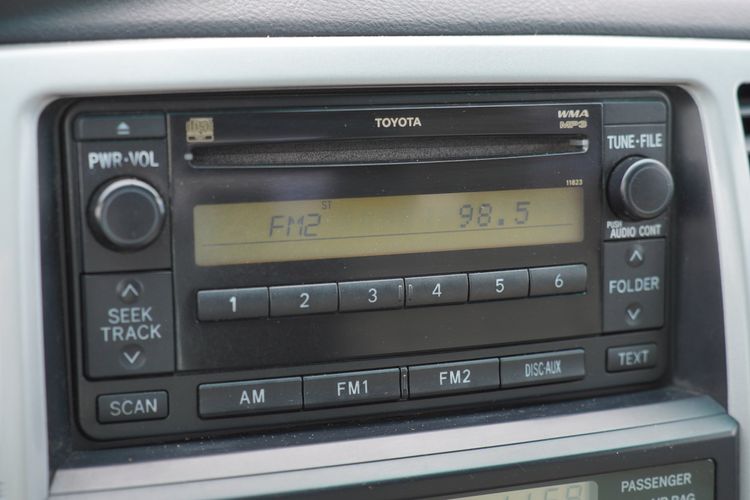 TOYOTA
WMA
MP3
PWR·VOL
TUNE·FILE
11823
ST
FM2 98.5
PUSH
AUDIO CONT
1 2 3 4 5 6
SEEK
TRACK
FOLDER
SCAN
AM FM1 FM2 DISC·AUX TEXT
PASSENGER